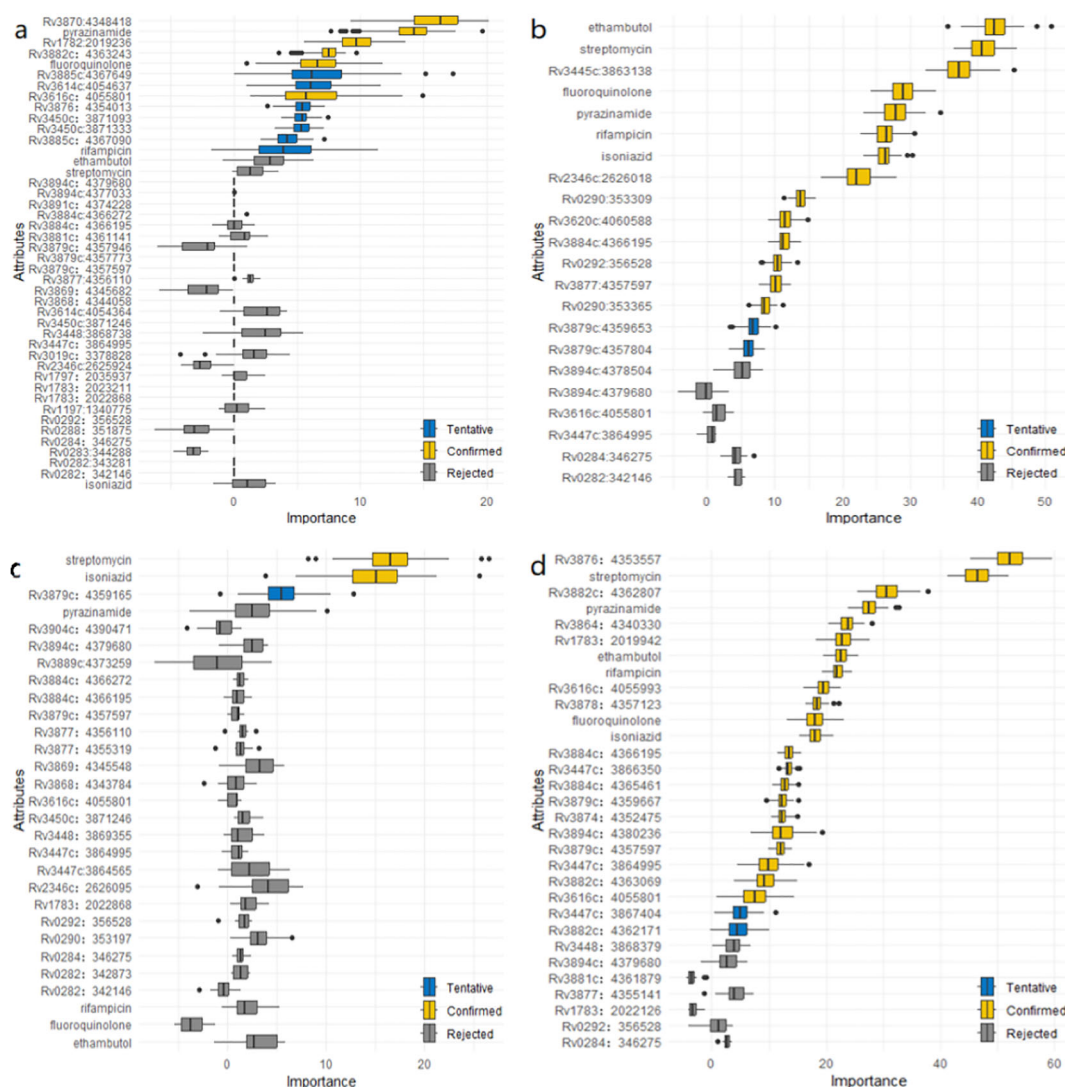 a
Attributes
Rv3870:4348418
pyrazinamide
Rv1782:2019236
Rv3882c: 4363243
fluoroquinolone
Rv3885c:4367649
Rv3614c:4054637
Rv3616c: 4055801
Rv3876: 4354013
Rv3450c: 3871093
Rv3450c:3871333
Rv3885c: 4367090
rifampicin
ethambutol
streptomycin
Rv3894c: 4379680
Rv3894c:4377033
Rv3891c: 4374228
Rv3884c:4366272
Rv3884c: 4366195
Rv3881c: 4361141
Rv3879c: 4357946
Rv3879c:4357773
Rv3879c: 4357597
Rv3877:4356110
Rv3869: 4345682
Rv3868: 4344058
Rv3614c:4054364
Rv3450c:3871246
Rv3448:3868738
Rv3447c: 3864995
Rv3019c: 3378828
Rv2346c:2625924
Rv1797: 2035937
Rv1783: 2023211
Rv1783: 2022868
Rv1197:1340775
Rv0292: 356528
Rv0288: 351875
Rv0284: 346275
Rv0283:344288
Rv0282:343281
Rv0282: 342146
isoniazid
0 10 20
Importance
Tentative
Confirmed
Rejected
b
Attributes
ethambutol
streptomycin
Rv3445c:3863138
fluoroquinolone
pyrazinamide
rifampicin
isoniazid
Rv2346c:2626018
Rv0290:353309
Rv3620c:4060588
Rv3884c:4366195
Rv0292:356528
Rv3877:4357597
Rv0290:353365
Rv3879c:4359653
Rv3879c:4357804
Rv3894c:4378504
Rv3894c:4379680
Rv3616c:4055801
Rv3447c:3864995
Rv0284:346275
Rv0282:342146
0 10 20 30 40 50
Importance
Tentative
Confirmed
Rejected
c
Attributes
streptomycin
isoniazid
Rv3879c: 4359165
pyrazinamide
Rv3904c: 4390471
Rv3894c: 4379680
Rv3889c:4373259
Rv3884c: 4366272
Rv3884c: 4366195
Rv3879c: 4357597
Rv3877: 4356110
Rv3877: 4355319
Rv3869: 4345548
Rv3868: 4343784
Rv3616c: 4055801
Rv3450c: 3871246
Rv3448: 3869355
Rv3447c: 3864995
Rv3447c:3864565
Rv2346c: 2626095
Rv1783: 2022868
Rv0292: 356528
Rv0290: 353197
Rv0284: 346275
Rv0282: 342873
Rv0282: 342146
rifampicin
fluoroquinolone
ethambutol
0 10 20
Importance
Tentative
Confirmed
Rejected
d
Attributes
Rv3876: 4353557
streptomycin
Rv3882c: 4362807
pyrazinamide
Rv3864: 4340330
Rv1783: 2019942
ethambutol
rifampicin
Rv3616c: 4055993
Rv3878: 4357123
fluoroquinolone
isoniazid
Rv3884c: 4366195
Rv3447c: 3866350
Rv3884c: 4365461
Rv3879c: 4359667
Rv3874: 4352475
Rv3894c: 4380236
Rv3879c: 4357597
Rv3447c: 3864995
Rv3882c: 4363069
Rv3616c: 4055801
Rv3447c: 3867404
Rv3882c: 4362171
Rv3448: 3868379
Rv3894c: 4379680
Rv3881c: 4361879
Rv3877: 4355141
Rv1783: 2022126
Rv0292: 356528
Rv0284: 346275
0 20 40 60
Importance
Tentative
Confirmed
Rejected